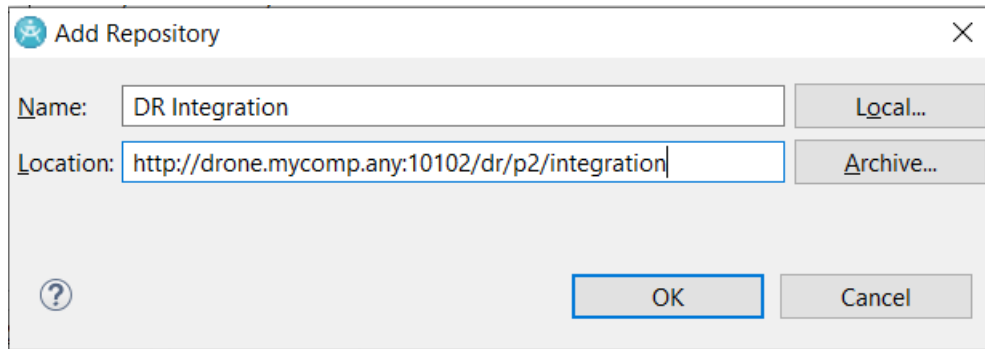 Add Repository
Name: DR Integration Local...
Location: http://drone.mycomp.any:10102/dr/p2/integration Archive...
? OK Cancel